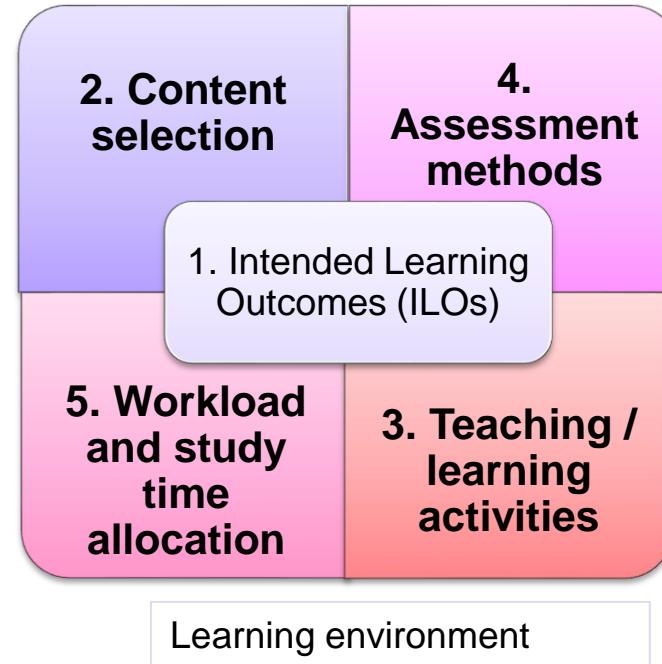 2. Content
selection
4.
Assessment
methods
1. Intended Learning
Outcomes (ILOs)
5. Workload
and study
time
allocation
3. Teaching /
learning
activities
Learning environment